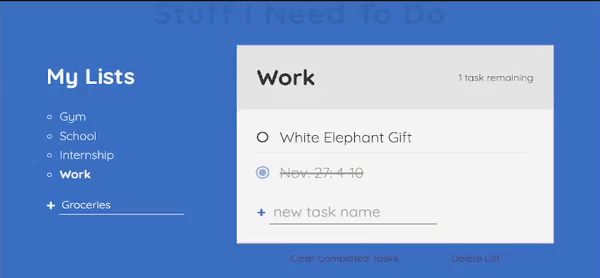 Stuff I Need To Do
My Lists
Gym
School
Internship
Work
+ Groceries
Work
1 task remaining
White Elephant Gift
Nov. 27: 4-10
+ new task name
Clear Completed Tasks
Delete List